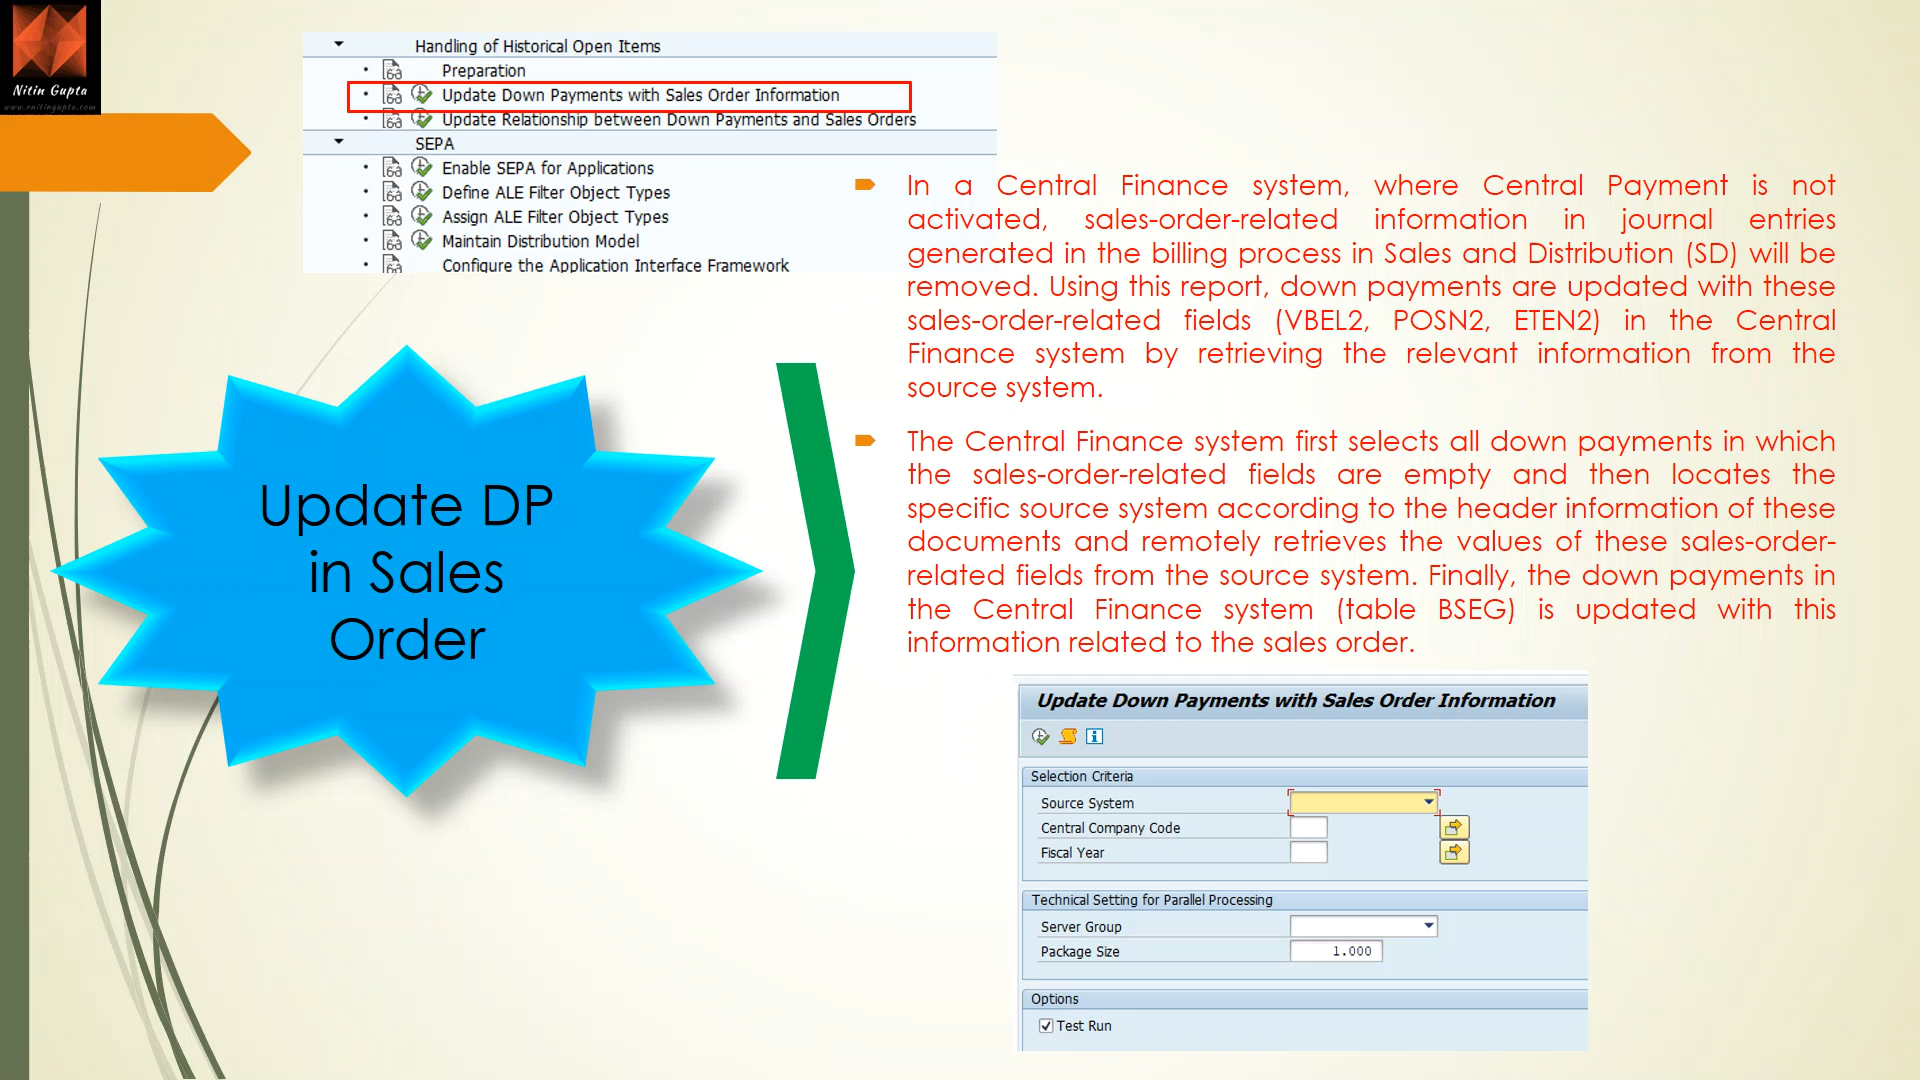 Nitin Gupta
www.rnitingupta.com
Handling of Historical Open Items
Preparation
Update Down Payments with Sales Order Information
Update Relationship between Down Payments and Sales Orders
SEPA
Enable SEPA for Applications
Define ALE Filter Object Types
Assign ALE Filter Object Types
Maintain Distribution Model
Configure the Application Interface Framework
Update DP
in Sales
Order
In a Central Finance system, where Central Payment is not
activated, sales-order-related information in journal entries
generated in the billing process in Sales and Distribution (SD) will be
removed. Using this report, down payments are updated with these
sales-order-related fields (VBEL2, POSN2, ETEN2) in the Central
Finance system by retrieving the relevant information from the
source system.
The Central Finance system first selects all down payments in which
the sales-order-related fields are empty and then locates the
specific source system according to the header information of these
documents and remotely retrieves the values of these sales-order-
related fields from the source system. Finally, the down payments in
the Central Finance system (table BSEG) is updated with this
information related to the sales order.
Update Down Payments with Sales Order Information
Selection Criteria
Source System
Central Company Code
Fiscal Year
Technical Setting for Parallel Processing
Server Group
Package Size 1.000
Options
Test Run